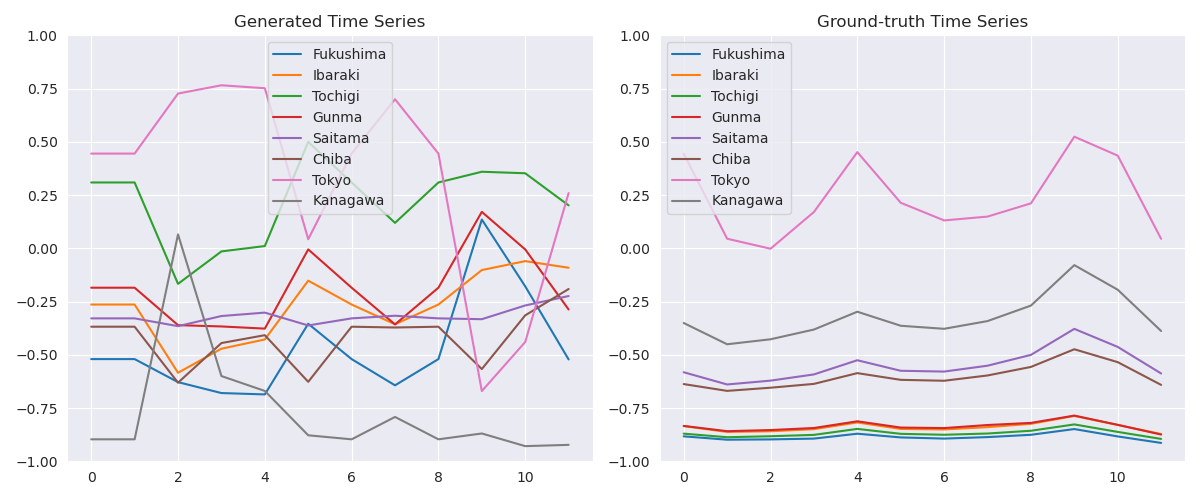 Generated Time Series
1.00
0.75
0.50
0.25
0.00
−0.25
−0.50
−0.75
−1.00
0 2 4 6 8 10
Fukushima
Ibaraki
Tochigi
Gunma
Saitama
Chiba
Tokyo
Kanagawa
Ground-truth Time Series
1.00
0.75
0.50
0.25
0.00
−0.25
−0.50
−0.75
−1.00
0 2 4 6 8 10
Fukushima
Ibaraki
Tochigi
Gunma
Saitama
Chiba
Tokyo
Kanagawa